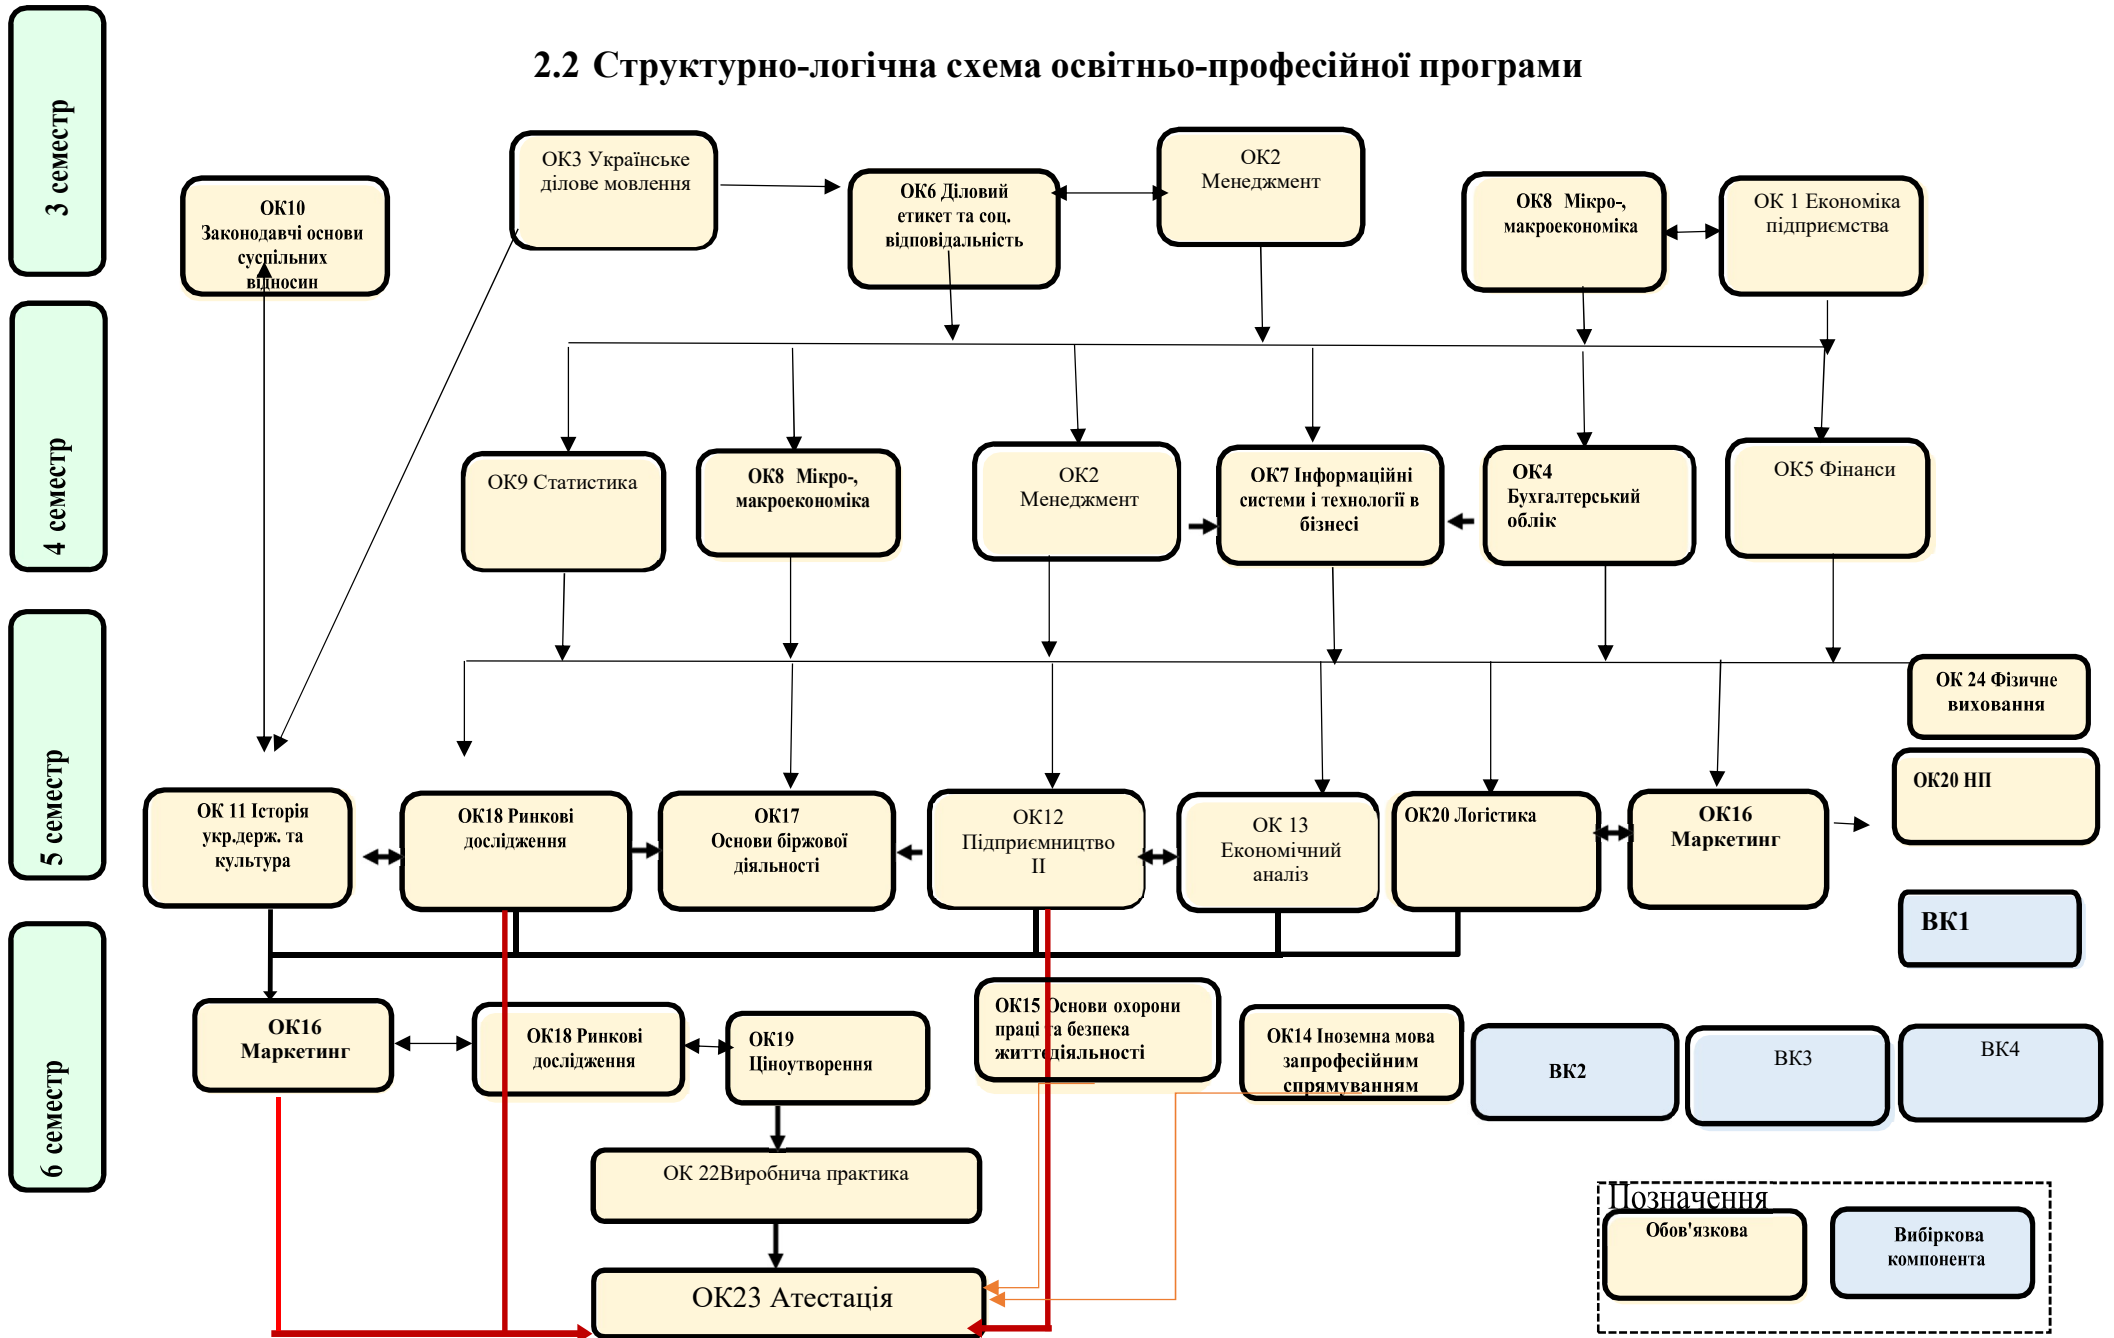 2.2 Структурно-логічна схема освітньо-професійної програми
3 семестр
ОК10
Законодавчі основи
суспільних
відносин
ОК3 Українське
ділове мовлення
ОК6 Діловий
етикет та соц.
відповідальність
ОК2
Менеджмент
ОК8 Мікро-,
макроекономіка
ОК 1 Економіка
підприємства
4 семестр
ОК9 Статистика
ОК8 Мікро-,
макроекономіка
ОК2
Менеджмент
ОК7 Інформаційні
системи і технології в
бізнесі
ОК4
Бухгалтерський
облік
ОК5 Фінанси
5 семестр
ОК 24 Фізичне
виховання
ОК20 НП
ОК 11 Історія
укр.держ. та
культура
ОК18 Ринкові
дослідження
ОК17
Основи біржової
діяльності
ОК12
Підприємництво
ІІ
ОК 13
Економічний
аналіз
ОК20 Логістика
ОК16
Маркетинг
ВК1
6 семестр
ОК16
Маркетинг
ОК18 Ринкові
дослідження
ОК19
Ціноутворення
ОК15 Основи охорони
праці та безпека
життєдіяльності
ОК14 Іноземна мова
запрофесійним
спрямуванням
ВК2
ВК3
ВК4
ОК 22Виробнича практика
ОК23 Атестація
Позначення
Обов'язкова
Вибіркова
компонента